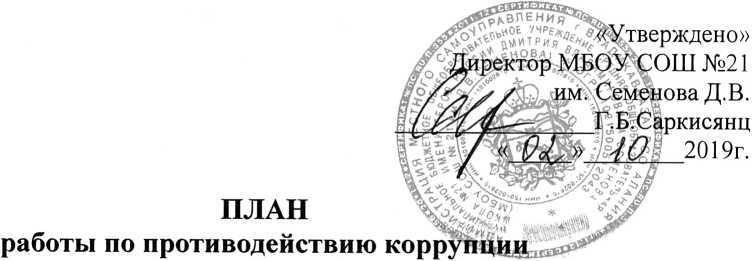 «Утверждено»
Директор МБОУ СОШ №21
им. Семенова Д.В.
Г.Б.Саркисянц
«02» 10 2019г.
ПЛАН
работы по противодействию коррупции